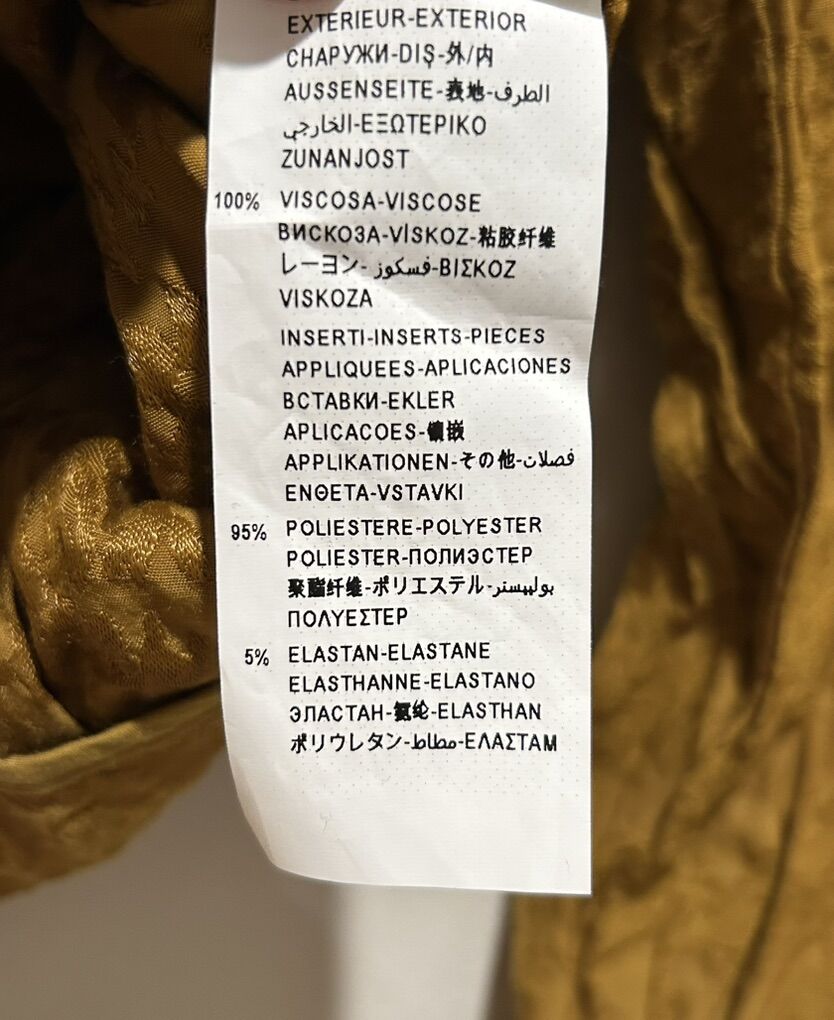 EXTERIEUR-EXTERIOR
СНАРУЖИ-DIŞ-外/内
AUSSENSEITE-表地-الطرف
الخارجي-ΕΞΩΤΕΡΙΚΟ
ZUNANJOST
100% VISCOSA-VISCOSE
ВИСКОЗА-VİSKOZ-粘胶纤维
レーヨン-فسكوز-ΒΙΣΚΟΖ
VISKOZA
INSERTI-INSERTS-PIECES
APPLIQUEES-APLICACIONES
ВСТАВКИ-EKLER
APLICACOES-镶嵌
APPLIKATIONEN-その他-فصلات
ΕΝΘΕΤΑ-VSTAVKI
95% POLIESTERE-POLYESTER
POLIESTER-ПОЛИЭСТЕР
聚酯纤维-ポリエステル-بوليستر
ΠΟΛΥΕΣΤΕΡ
5% ELASTAN-ELASTANE
ELASTHANNE-ELASTANO
ЭЛАСТАН-氨纶-ELASTHAN
ポリウレタン-مطاط-ΕΛΑΣΤΑΜ